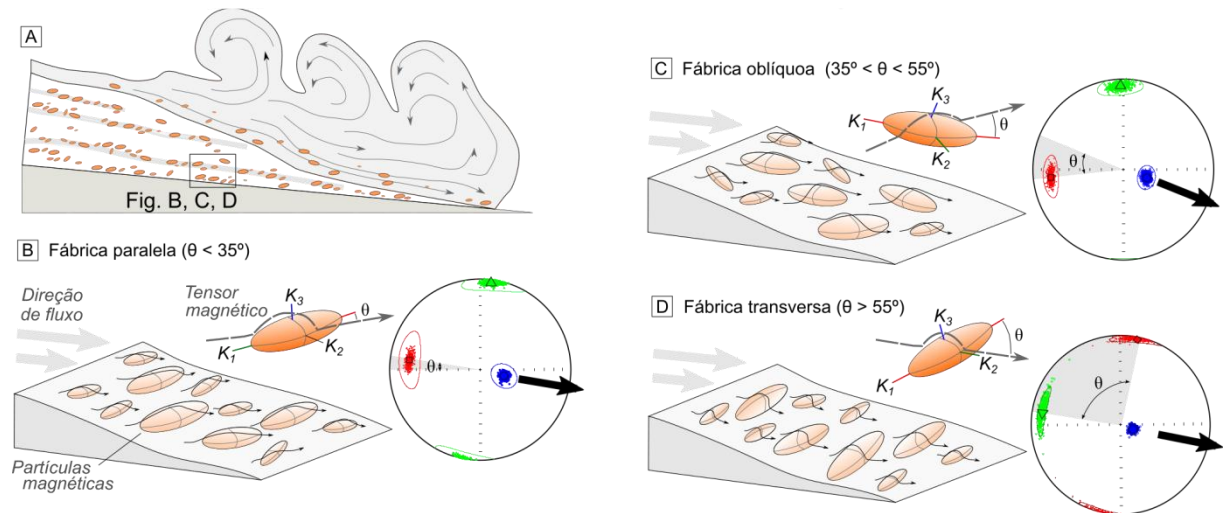 A
Fig. B, C, D
B Fábrica paralela (θ < 35º)
Direção
de fluxo
Tensor
magnético
K3
θ
K1
K2
Partículas
magnéticas
θ
C Fábrica oblíquoa (35º < θ < 55º)
K3
K1
θ
K2
θ
D Fábrica transversa (θ > 55º)
K3
θ
K2
K1
θ